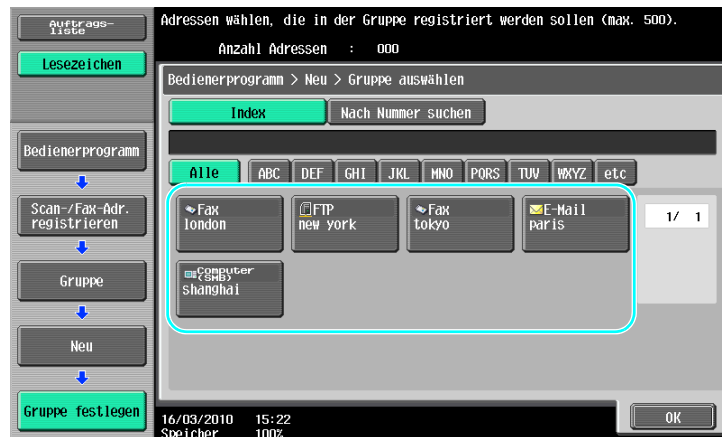 Auftrags-
liste
Lesezeichen
Bedienerprogramm
Scan-/Fax-Adr.
registrieren
Gruppe
Neu
Gruppe festlegen
Adressen wählen, die in der Gruppe registriert werden sollen (max. 500).
Anzahl Adressen : 000
Bedienerprogramm > Neu > Gruppe auswählen
Index Nach Nummer suchen
Alle ABC DEF GHI JKL MNO PQRS TUV WXYZ etc
Fax
london
FTP
new york
Fax
tokyo
E-Mail
paris
1/ 1
Computer
(SMB)
shanghai
16/03/2010 15:22
Speicher 100%
OK